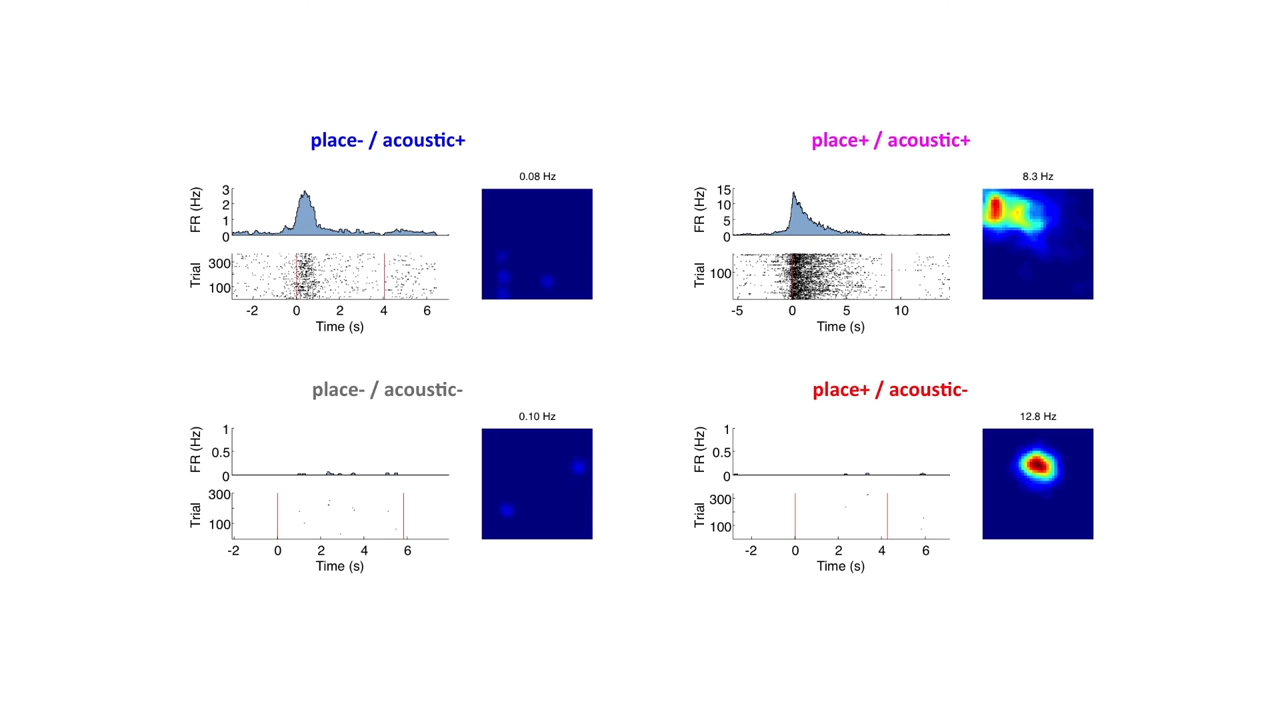 place- / acoustic+
0.08 Hz
FR (Hz)
3
2
1
0
Trial
300
100
-2 0 2 4 6
Time (s)
place+ / acoustic+
8.3 Hz
FR (Hz)
15
10
5
0
Trial
100
-5 0 5 10
Time (s)
place- / acoustic-
0.10 Hz
FR (Hz)
1
0.5
0
Trial
300
100
-2 0 2 4 6
Time (s)
place+ / acoustic-
12.8 Hz
FR (Hz)
1
0.5
0
Trial
300
100
-2 0 2 4 6
Time (s)